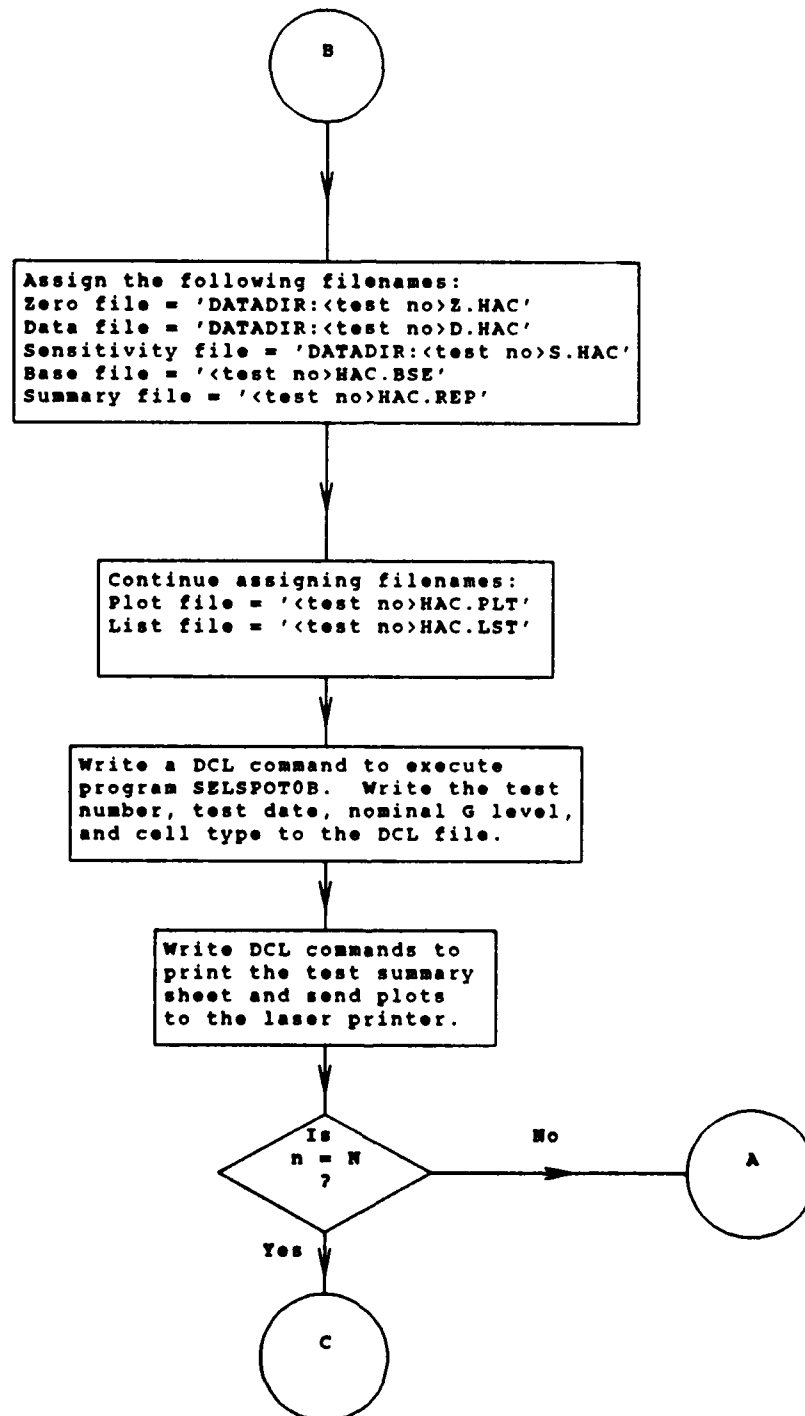 B
Assign the following filenames:
Zero file = 'DATADIR:<test no>Z.HAC'
Data file = 'DATADIR:<test no>D.HAC'
Sensitivity file = 'DATADIR:<test no>S.HAC'
Base file = '<test no>HAC.BSE'
Summary file = '<test no>HAC.REP'
Continue assigning filenames:
Plot file = '<test no>HAC.PLT'
List file = '<test no>HAC.LST'
Write a DCL command to execute
program SELSPOT0B. Write the test
number, test date, nominal G level,
and cell type to the DCL file.
Write DCL commands to
print the test summary
sheet and send plots
to the laser printer.
Is
n = N
?
No
A
Yes
C